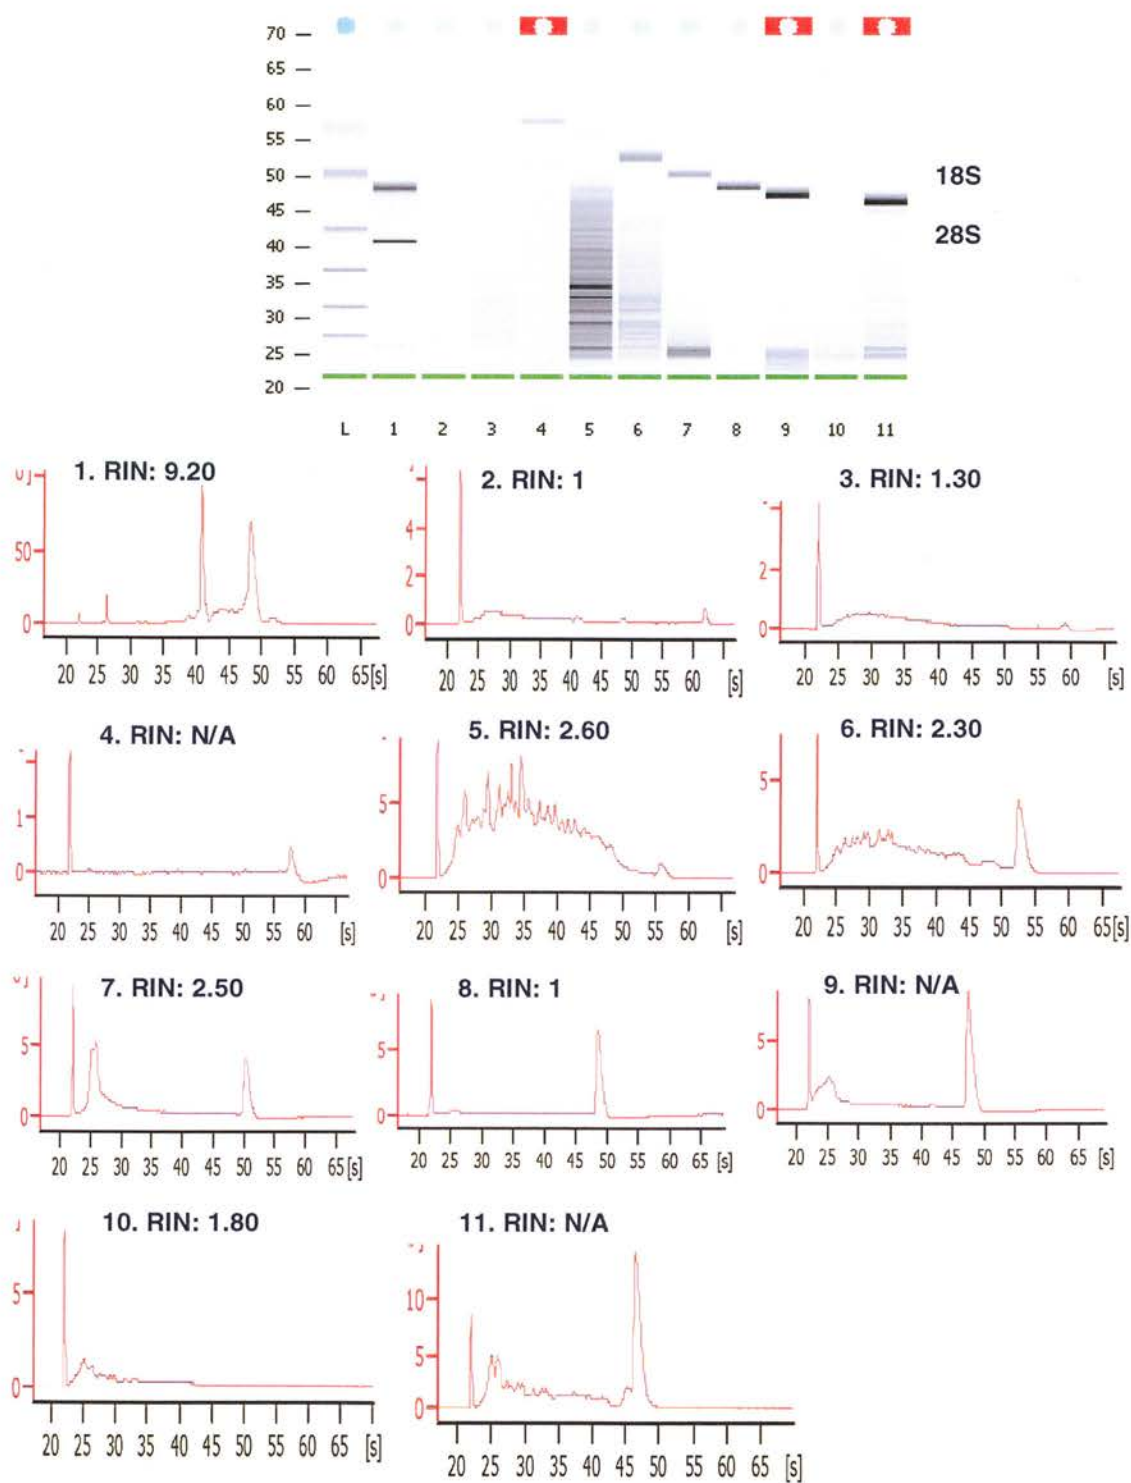 70
65
60
55
50
45
40
35
30
25
20
18S
28S
L 1 2 3 4 5 6 7 8 9 10 11
1. RIN: 9.20
50
0
20 25 30 35 40 45 50 55 60 65[s]
2. RIN: 1
4
2
0
20 25 30 35 40 45 50 55 60 [s]
3. RIN: 1.30
2
0
20 25 30 35 40 45 50 55 60 [s]
4. RIN: N/A
1
0
20 25 30 35 40 45 50 55 60 65 [s]
5. RIN: 2.60
5
0
20 25 30 35 40 45 50 55 60 [s]
6. RIN: 2.30
5
0
20 25 30 35 40 45 50 55 60 65[s]
7. RIN: 2.50
5
0
20 25 30 35 40 45 50 55 60 65[s]
8. RIN: 1
5
0
20 25 30 35 40 45 50 55 60 65 [s]
9. RIN: N/A
5
0
20 25 30 35 40 45 50 55 60 65 [s]
10. RIN: 1.80
5
0
20 25 30 35 40 45 50 55 60 65 [s]
11. RIN: N/A
10
5
0
20 25 30 35 40 45 50 55 60 65 [s]